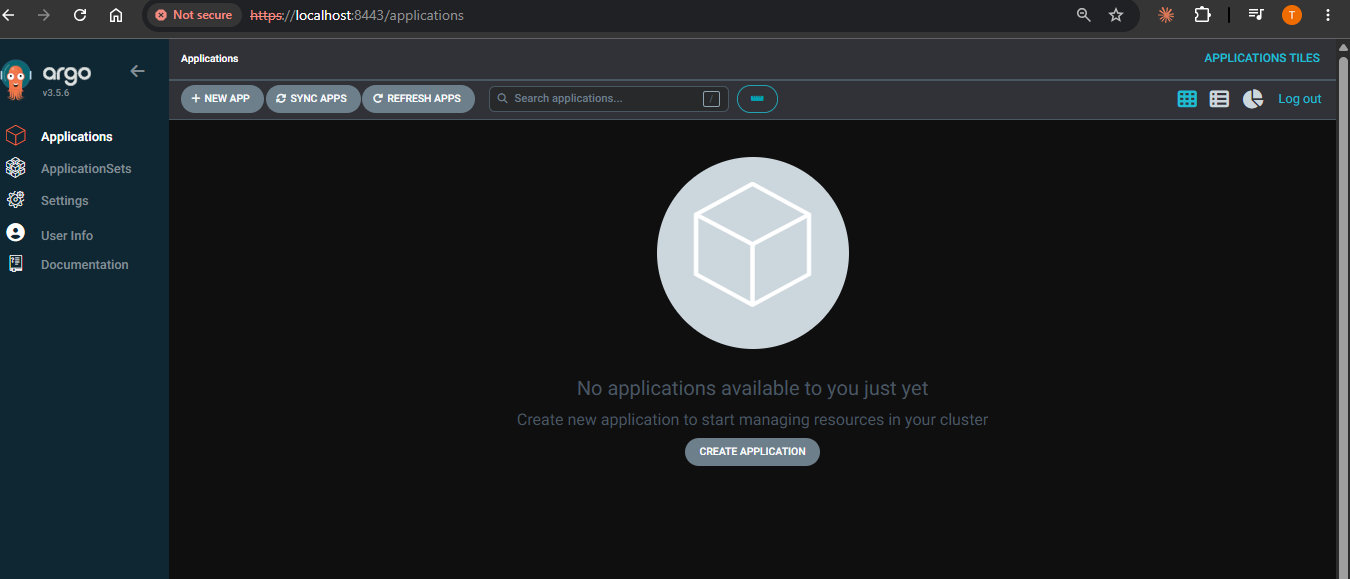 Not secure https://localhost:8443/applications T
argo
v3.5.6
Applications APPLICATIONS TILES
NEW APP SYNC APPS REFRESH APPS Search applications... / Log out
Applications
ApplicationSets
Settings
User Info
Documentation
No applications available to you just yet
Create new application to start managing resources in your cluster
CREATE APPLICATION